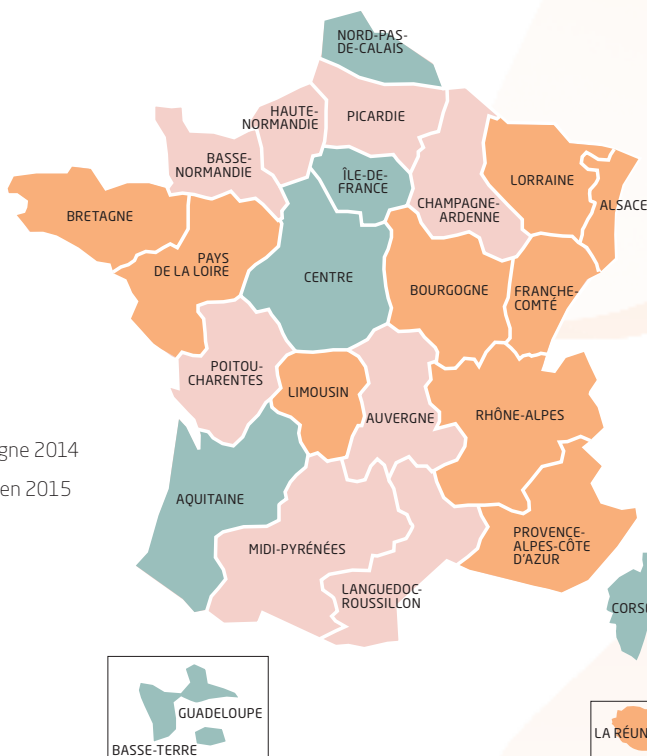 NORD-PAS-
DE-CALAIS
HAUTE-
NORMANDIE
PICARDIE
BASSE-
NORMANDIE
ÎLE-DE-
FRANCE
CHAMPAGNE-
ARDENNE
LORRAINE
ALSACE
BRETAGNE
PAYS
DE LA LOIRE
CENTRE
BOURGOGNE
FRANCHE-
COMTÉ
POITOU-
CHARENTES
LIMOUSIN
AUVERGNE
RHÔNE-ALPES
gne 2014
en 2015
AQUITAINE
MIDI-PYRÉNÉES
PROVENCE-
ALPES-CÔTE
D'AZUR
LANGUEDOC-
ROUSSILLON
CORS
GUADELOUPE
BASSE-TERRE
LA RÉUN